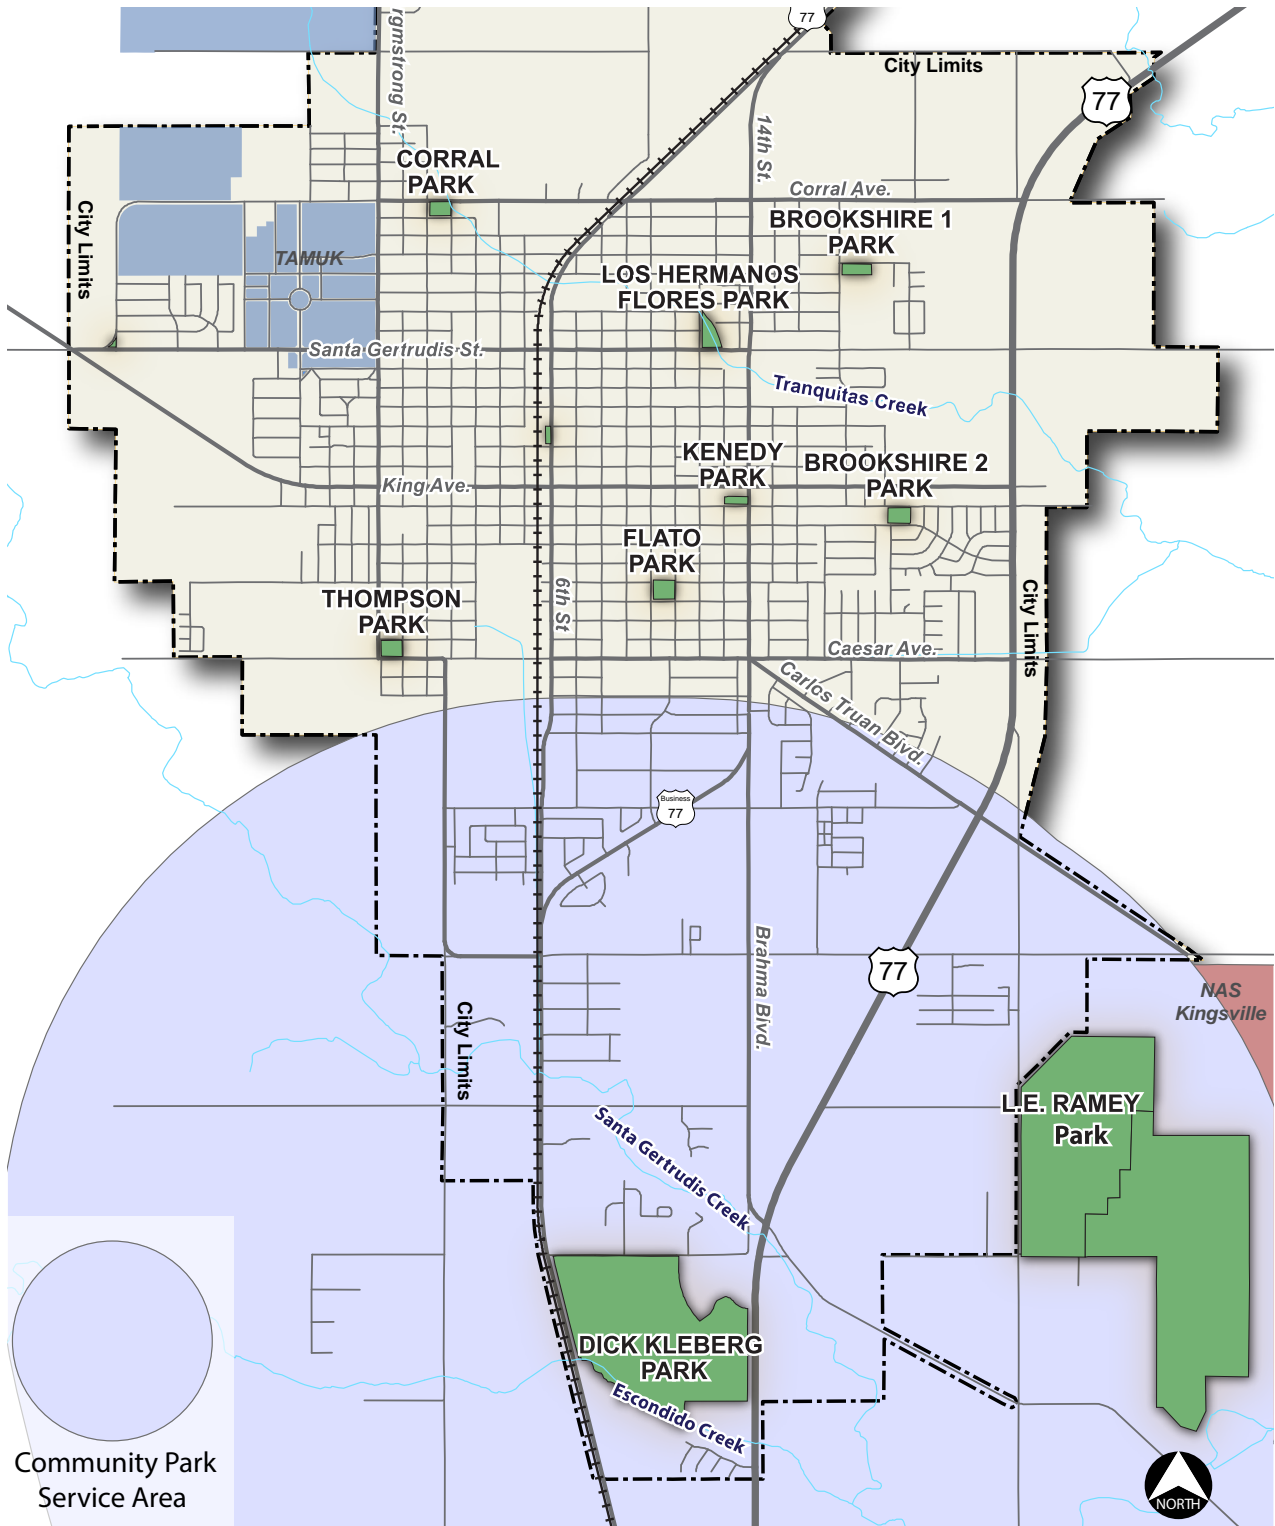 77
rgmstrong St.
City Limits
77
14th St.
CORRAL
PARK
Corral Ave.
City Limits
BROOKSHIRE 1
PARK
TAMUK
LOS HERMANOS
FLORES PARK
Santa Gertrudis St.
Tranquitas Creek
KENEDY
PARK
BROOKSHIRE 2
PARK
King Ave.
FLATO
PARK
6th St
THOMPSON
PARK
City Limits
Caesar Ave.
Carlos Truan Blvd.
Business
77
Brahma Blvd.
77
NAS
Kingsville
City Limits
L.E. RAMEY
Park
Santa Gertrudis Creek
DICK KLEBERG
PARK
Escondido Creek
Community Park
Service Area
NORTH